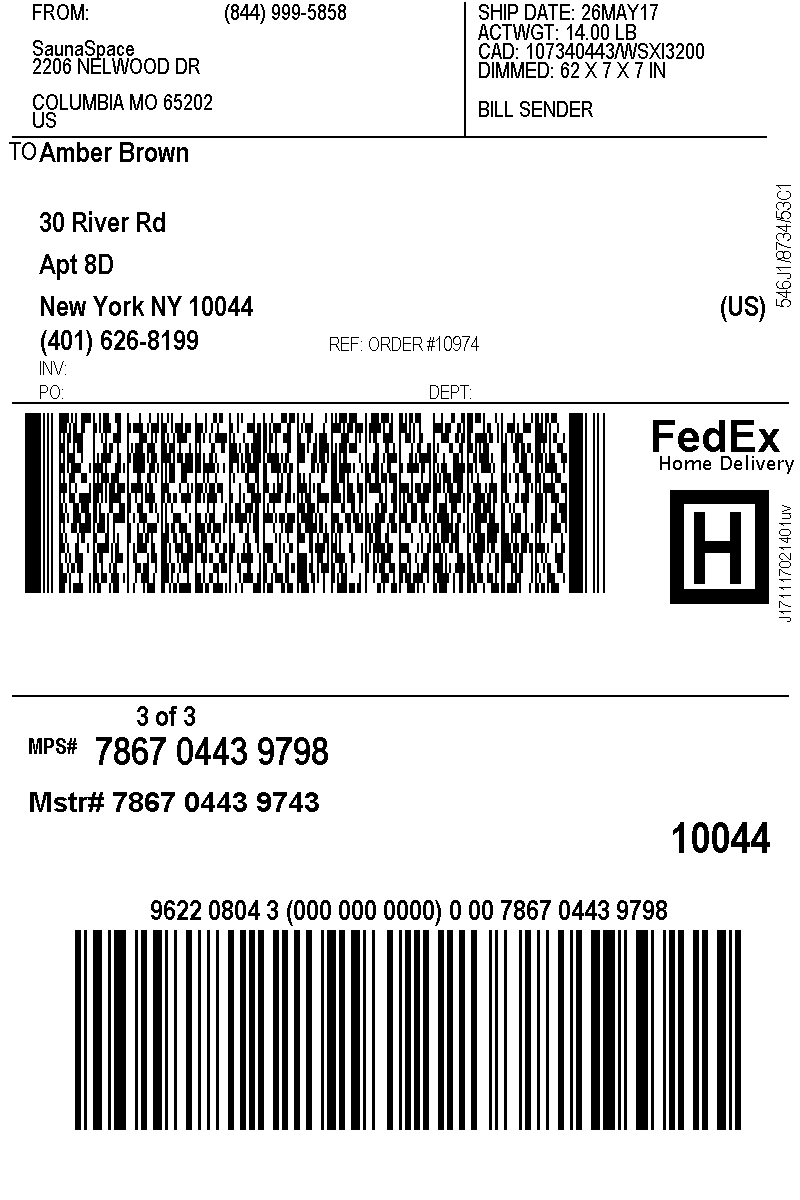 FROM: (844) 999-5858
SaunaSpace
2206 NELWOOD DR
COLUMBIA MO 65202
US
SHIP DATE: 26MAY17
ACTWGT: 14.00 LB
CAD: 107340443/WSXI3200
DIMMED: 62 X 7 X 7 IN
BILL SENDER
TO Amber Brown
30 River Rd
Apt 8D
New York NY 10044 (US)
(401) 626-8199 REF: ORDER #10974
INV:
PO: DEPT:
546J1/8734/53C1
FedEx
Home Delivery
H
J171117021401uv
3 of 3
MPS# 7867 0443 9798
Mstr# 7867 0443 9743
10044
9622 0804 3 (000 000 0000) 0 00 7867 0443 9798